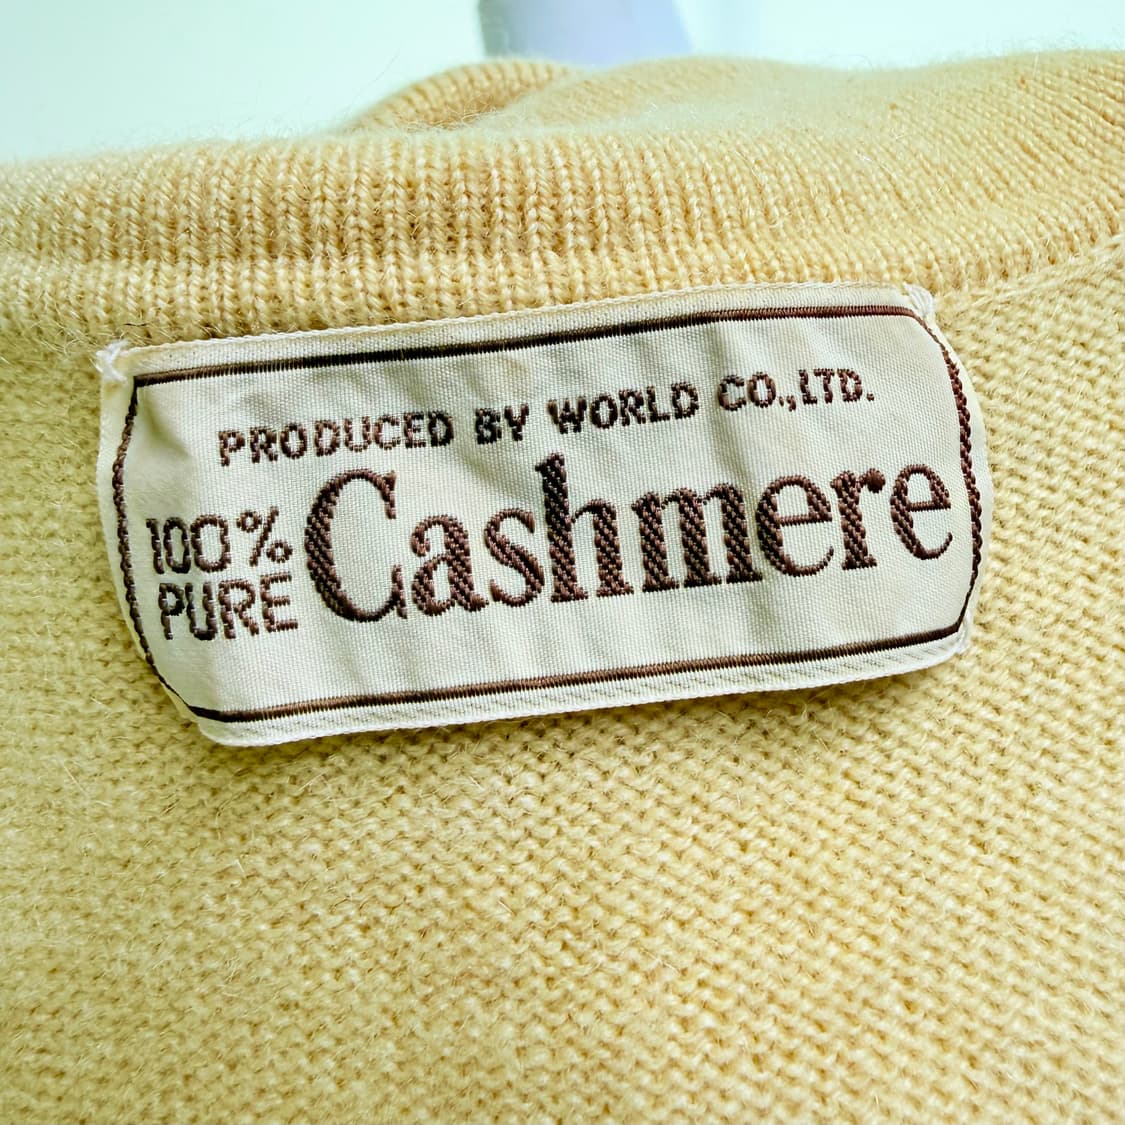 PRODUCED BY WORLD CO.,LTD.
100% PURE Cashmere